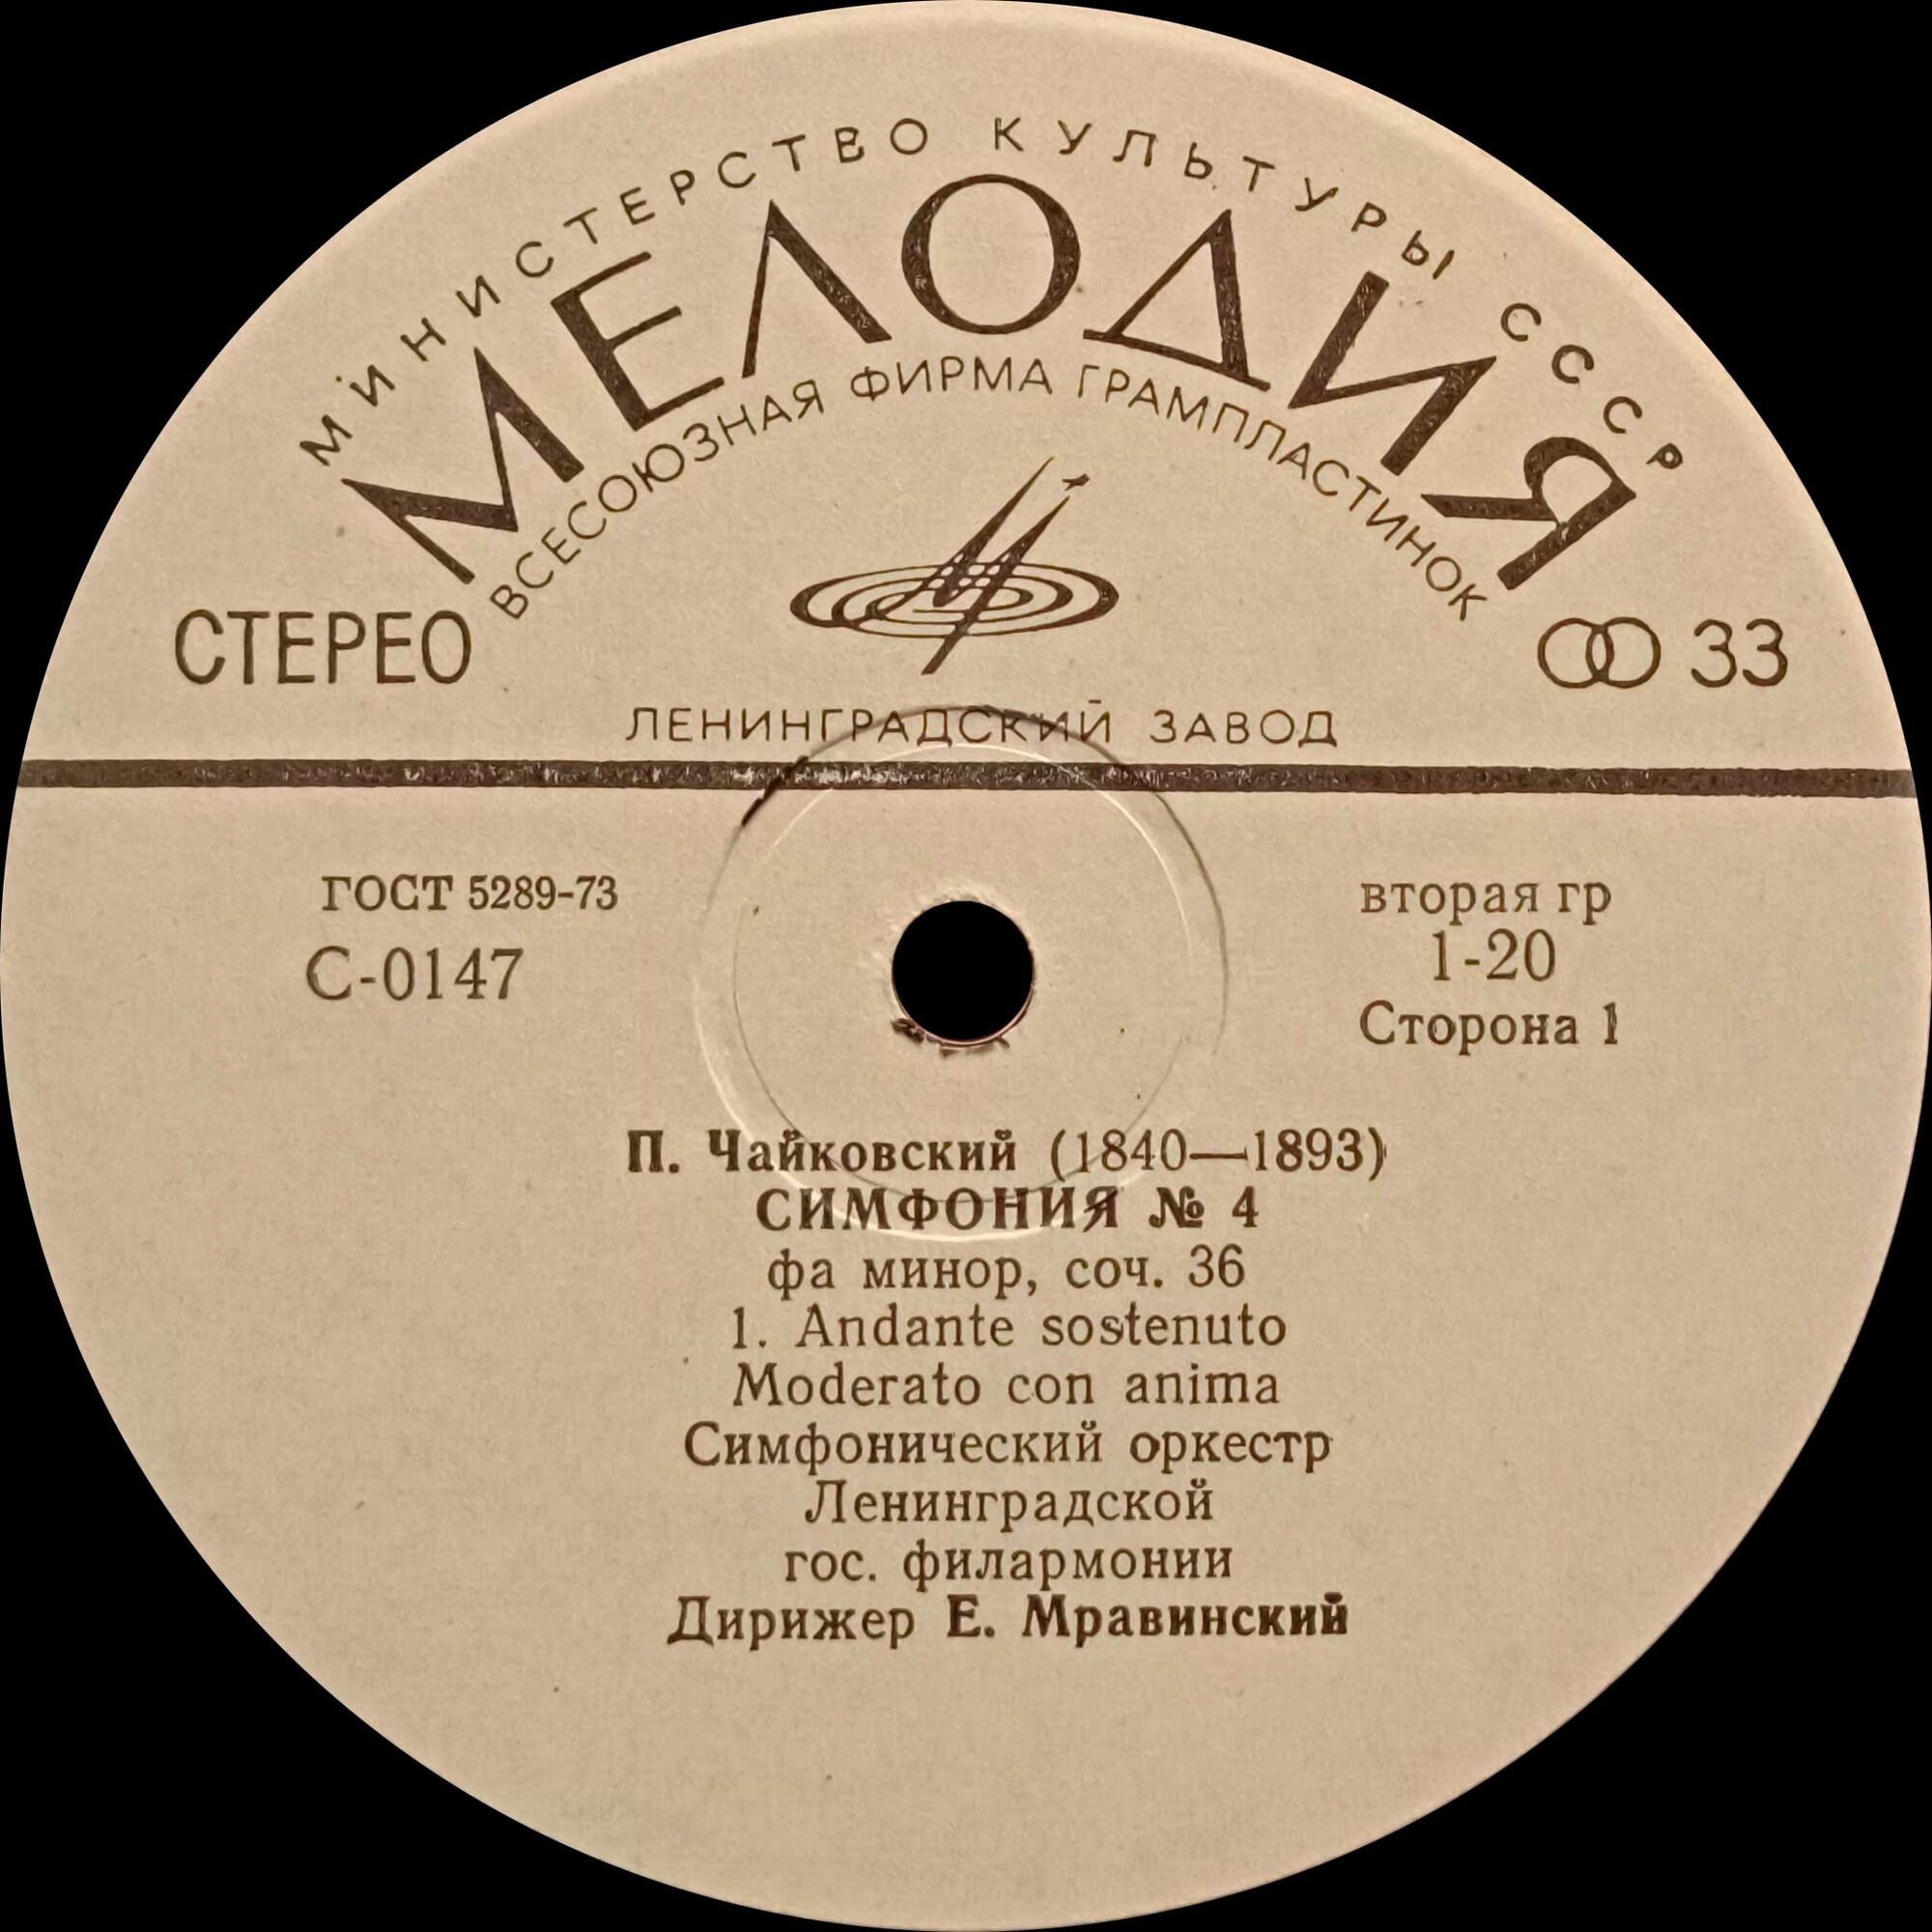 МИНИСТЕРСТВО КУЛЬТУРЫ СССР
МЕЛОДИЯ
ВСЕСОЮЗНАЯ ФИРМА ГРАМПЛАСТИНОК
СТЕРЕО
33
ЛЕНИНГРАДСКИЙ ЗАВОД
ГОСТ 5289-73
С-0147
вторая гр
1-20
Сторона 1
П. Чайковский (1840—1893)
СИМФОНИЯ № 4
фа минор, соч. 36
1. Andante sostenuto
Moderato con anima
Симфонический оркестр
Ленинградской
гос. филармонии
Дирижер Е. Мравинский